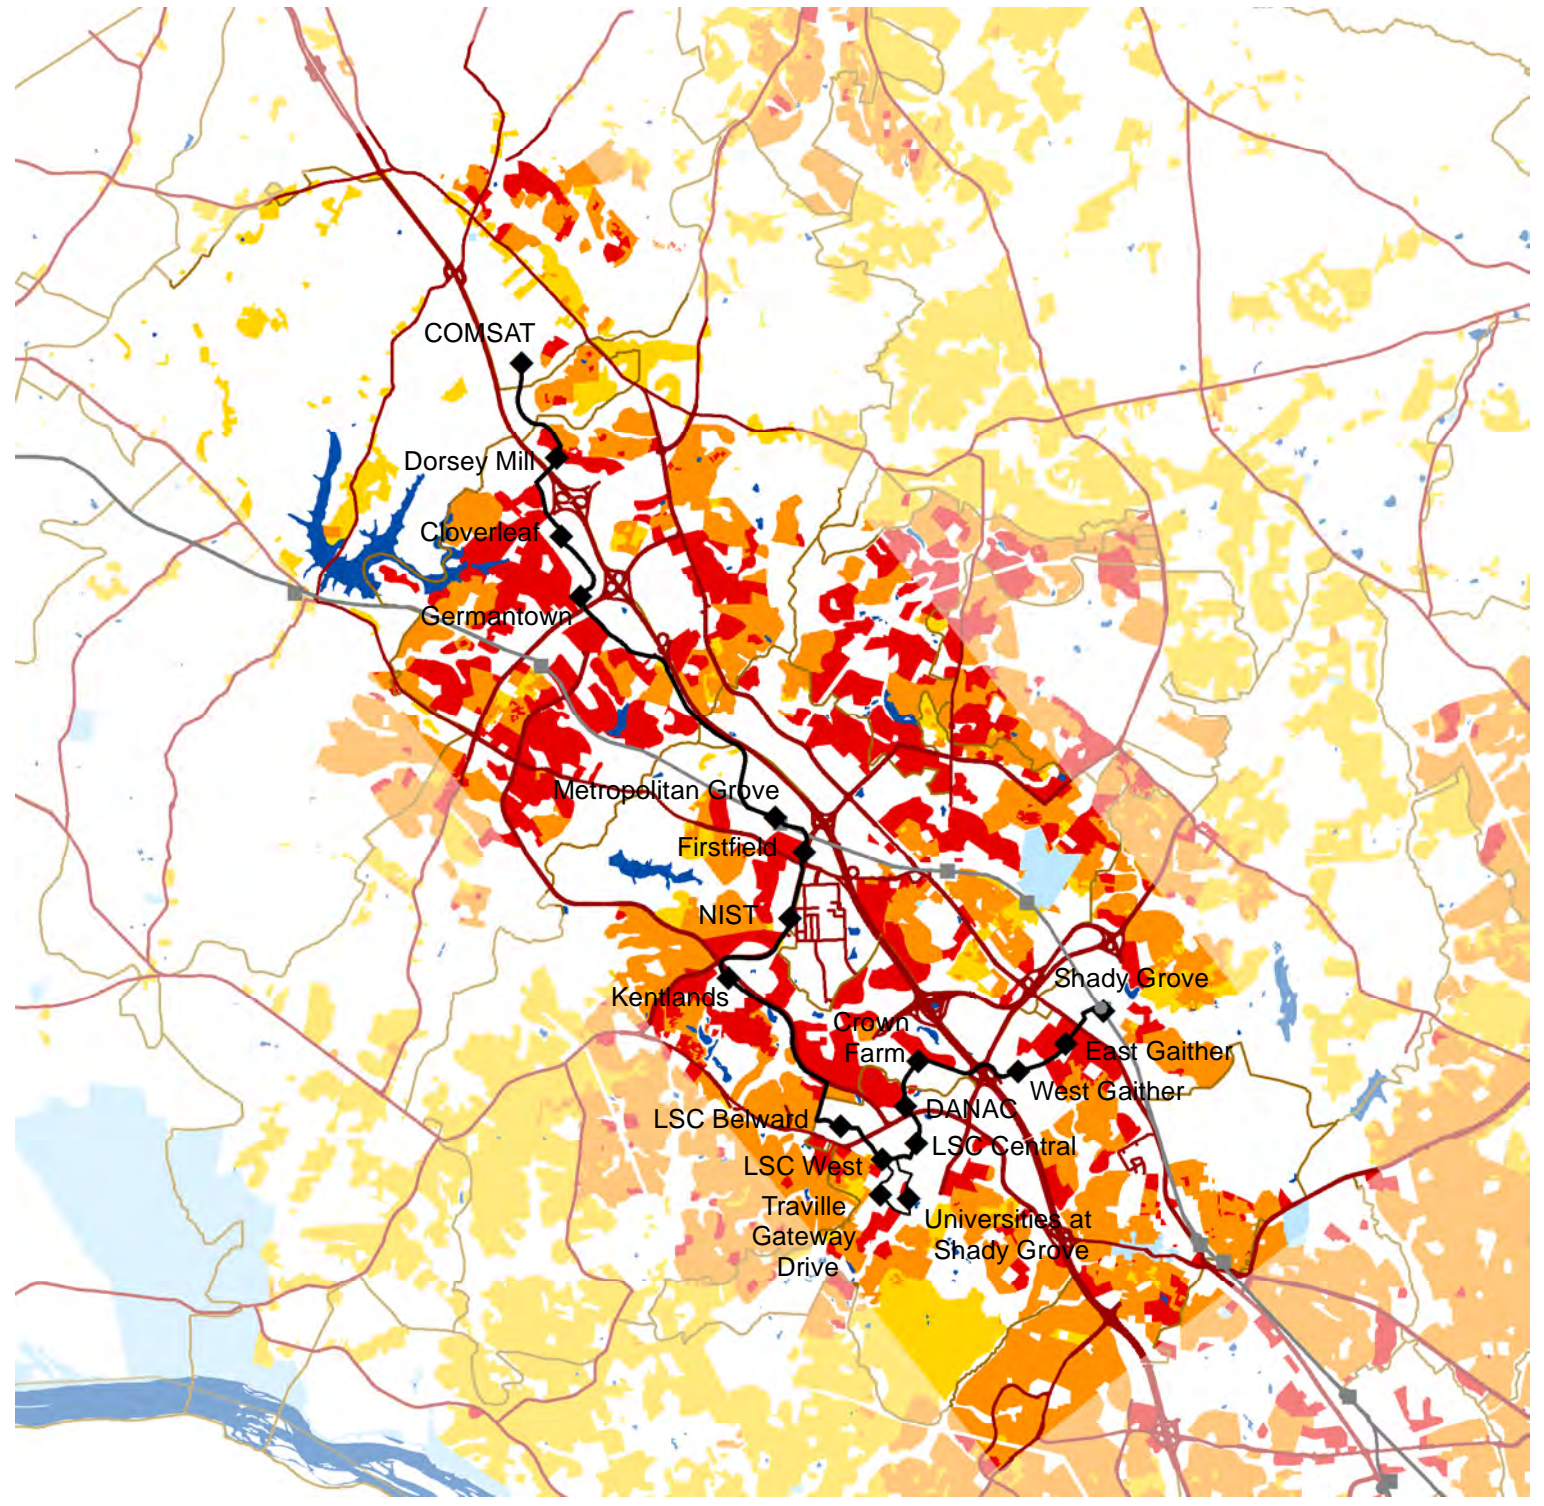 COMSAT
Dorsey Mill
Cloverleaf
Germantown
Metropolitan Grove
Firstfield
NIST
Shady Grove
Kentlands
Crown
Farm
East Gaither
West Gaither
DANAC
LSC Belward
LSC Central
LSC West
Traville
Gateway
Drive
Universities at
Shady Grove